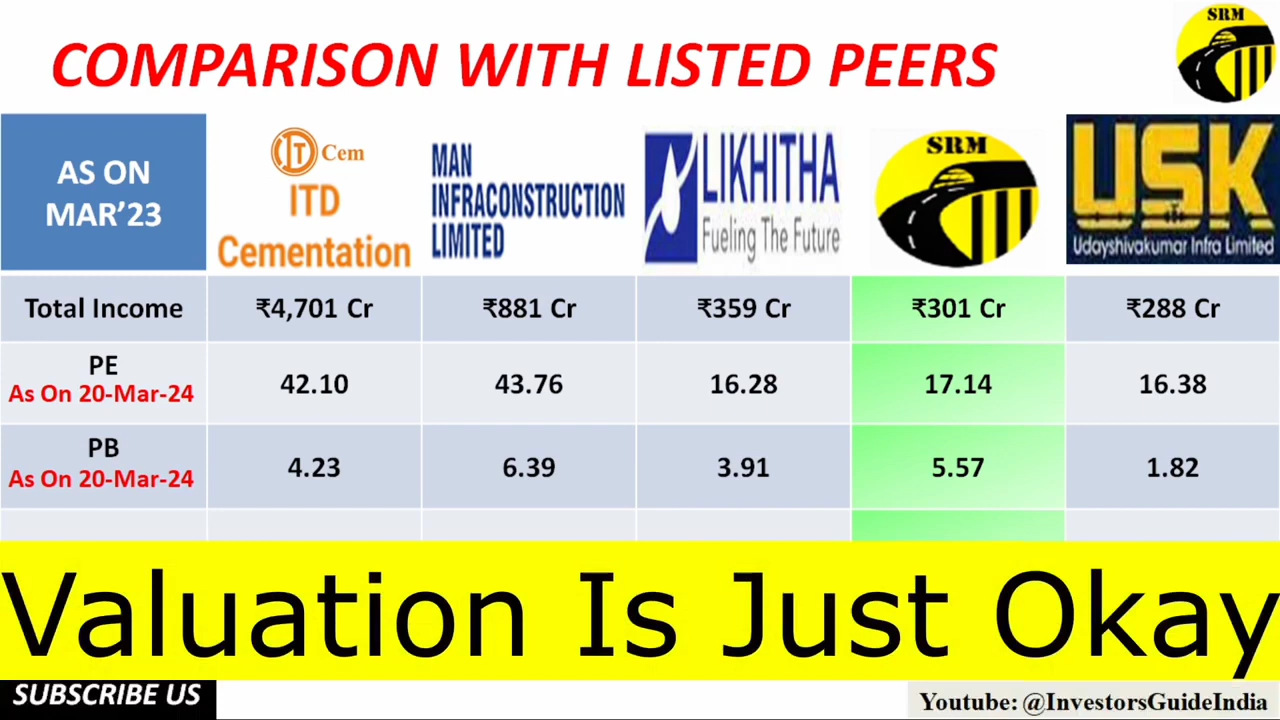 COMPARISON WITH LISTED PEERS
SRM
AS ON
MAR’23
ITD Cem
ITD
Cementation
MAN
INFRACONSTRUCTION
LIMITED
LIKHITHA
Fueling The Future
SRM
USK
Udayshivakumar Infra Limited
Total Income ₹4,701 Cr ₹881 Cr ₹359 Cr ₹301 Cr ₹288 Cr
PE
As On 20-Mar-24 42.10 43.76 16.28 17.14 16.38
PB
As On 20-Mar-24 4.23 6.39 3.91 5.57 1.82
Valuation Is Just Okay
SUBSCRIBE US
Youtube: @InvestorsGuideIndia